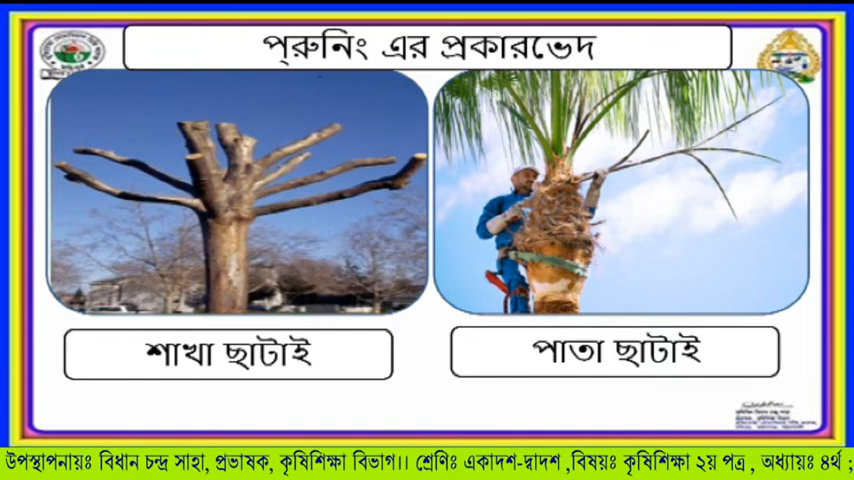 প্রুনিং এর প্রকারভেদ
শাখা ছাটাই
পাতা ছাটাই
উপস্থাপনায়ঃ বিধান চন্দ্র সাহা, প্রভাষক, কৃষিশিক্ষা বিভাগ।। শ্রেণিঃ একাদশ-দ্বাদশ ,বিষয়ঃ কৃষিশিক্ষা ২য় পত্র , অধ্যায়ঃ ৪র্থ ;